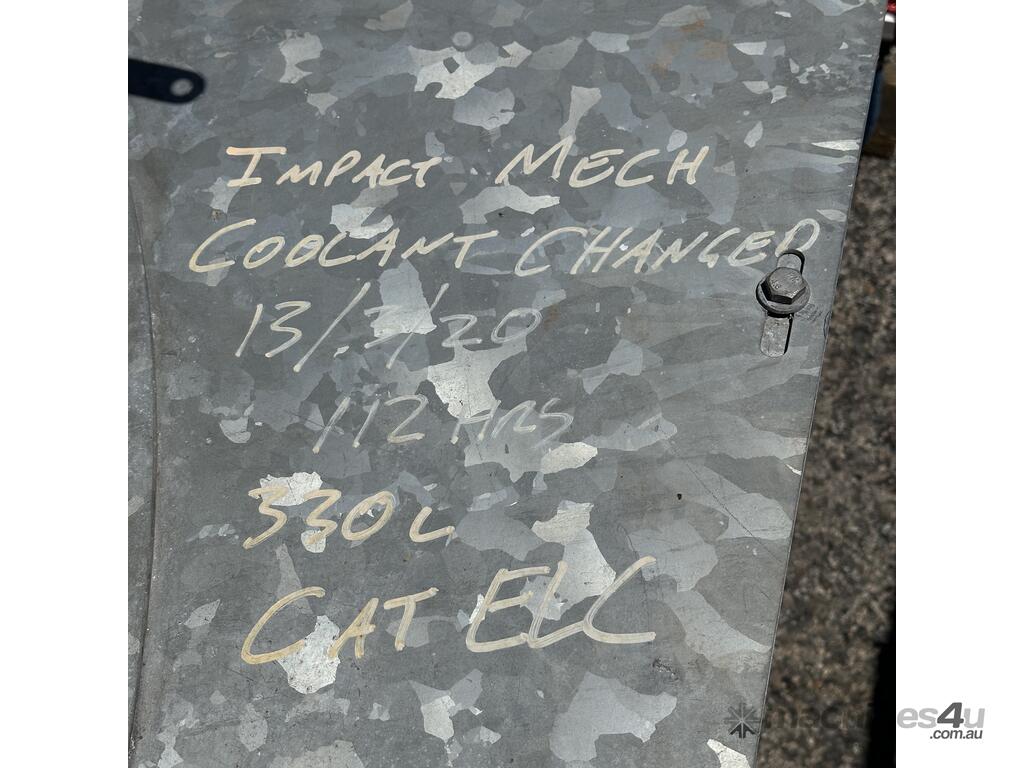 IMPACT MECH
COOLANT CHANGED
13/3/20
112 HRS
330L
CAT ELC
machines4u
.com.au